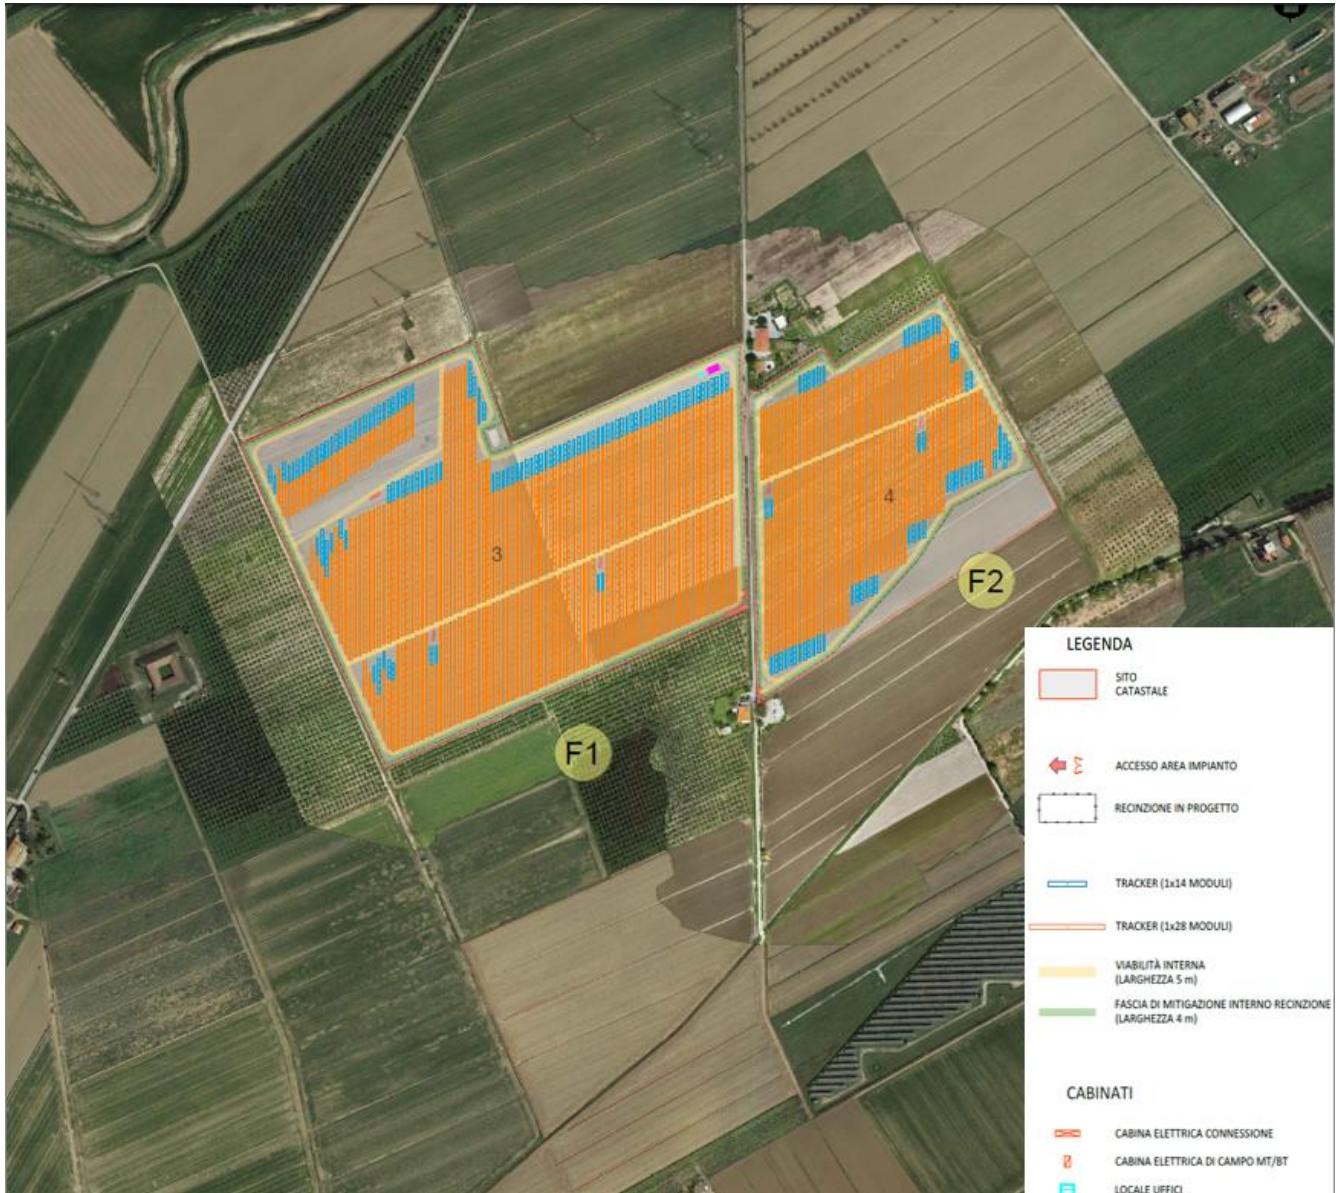 3
4
F2
F1
LEGENDA
SITO
CATASTALE
ACCESSO AREA IMPIANTO
RECINZIONE IN PROGETTO
TRACKER (1x14 MODULI)
TRACKER (1x28 MODULI)
VIABILITÀ INTERNA
(LARGHEZZA 5 m)
FASCIA DI MITIGAZIONE INTERNO RECINZIONE
(LARGHEZZA 4 m)
CABINATI
CABINA ELETTRICA CONNESSIONE
CABINA ELETTRICA DI CAMPO MT/BT
LOCALE UFFICI